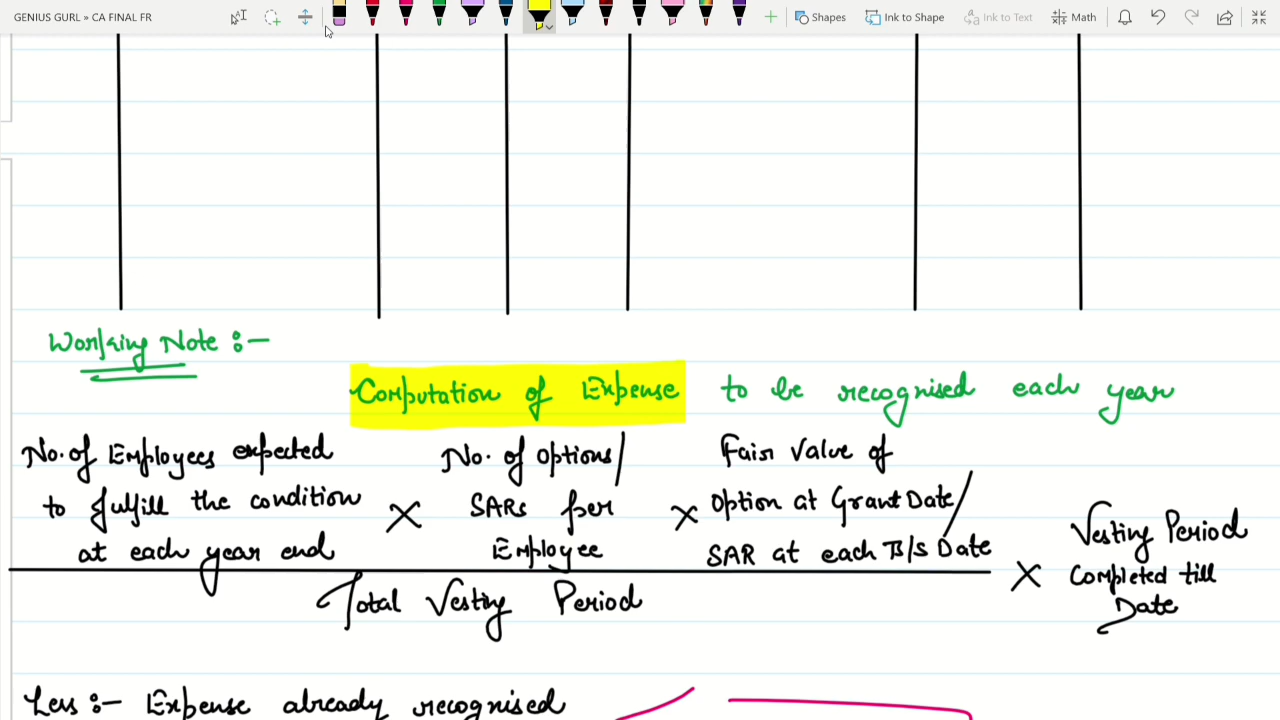 GENIUS GURL » CA FINAL FR
Shapes
Ink to Shape
Ink to Text
Math
Working Note :-
Computation of Expense to be recognised each year
No. of Employees expected
to fulfill the condition
at each year end
×
No. of Options/
SARs per
Employee
×
Fair Value of
Option at Grant Date/
SAR at each B/S Date
Total Vesting Period
×
Vesting Period
Completed till
Date
Less :- Expense already recognised